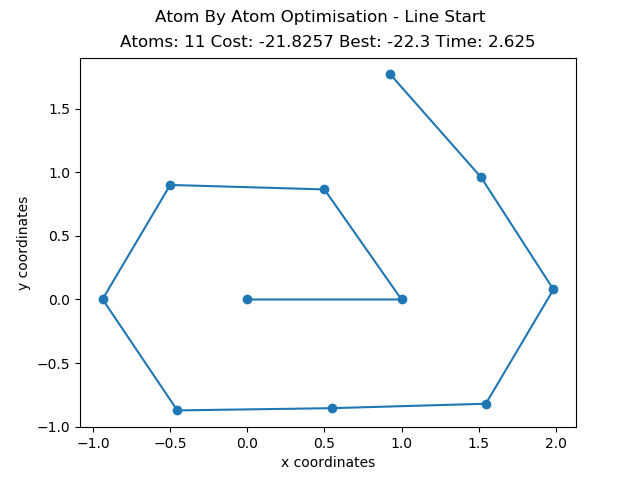 Atom By Atom Optimisation - Line Start
Atoms: 11 Cost: -21.8257 Best: -22.3 Time: 2.625
1.5
1.0
0.5
0.0
−0.5
−1.0
y coordinates
−1.0 −0.5 0.0 0.5 1.0 1.5 2.0
x coordinates